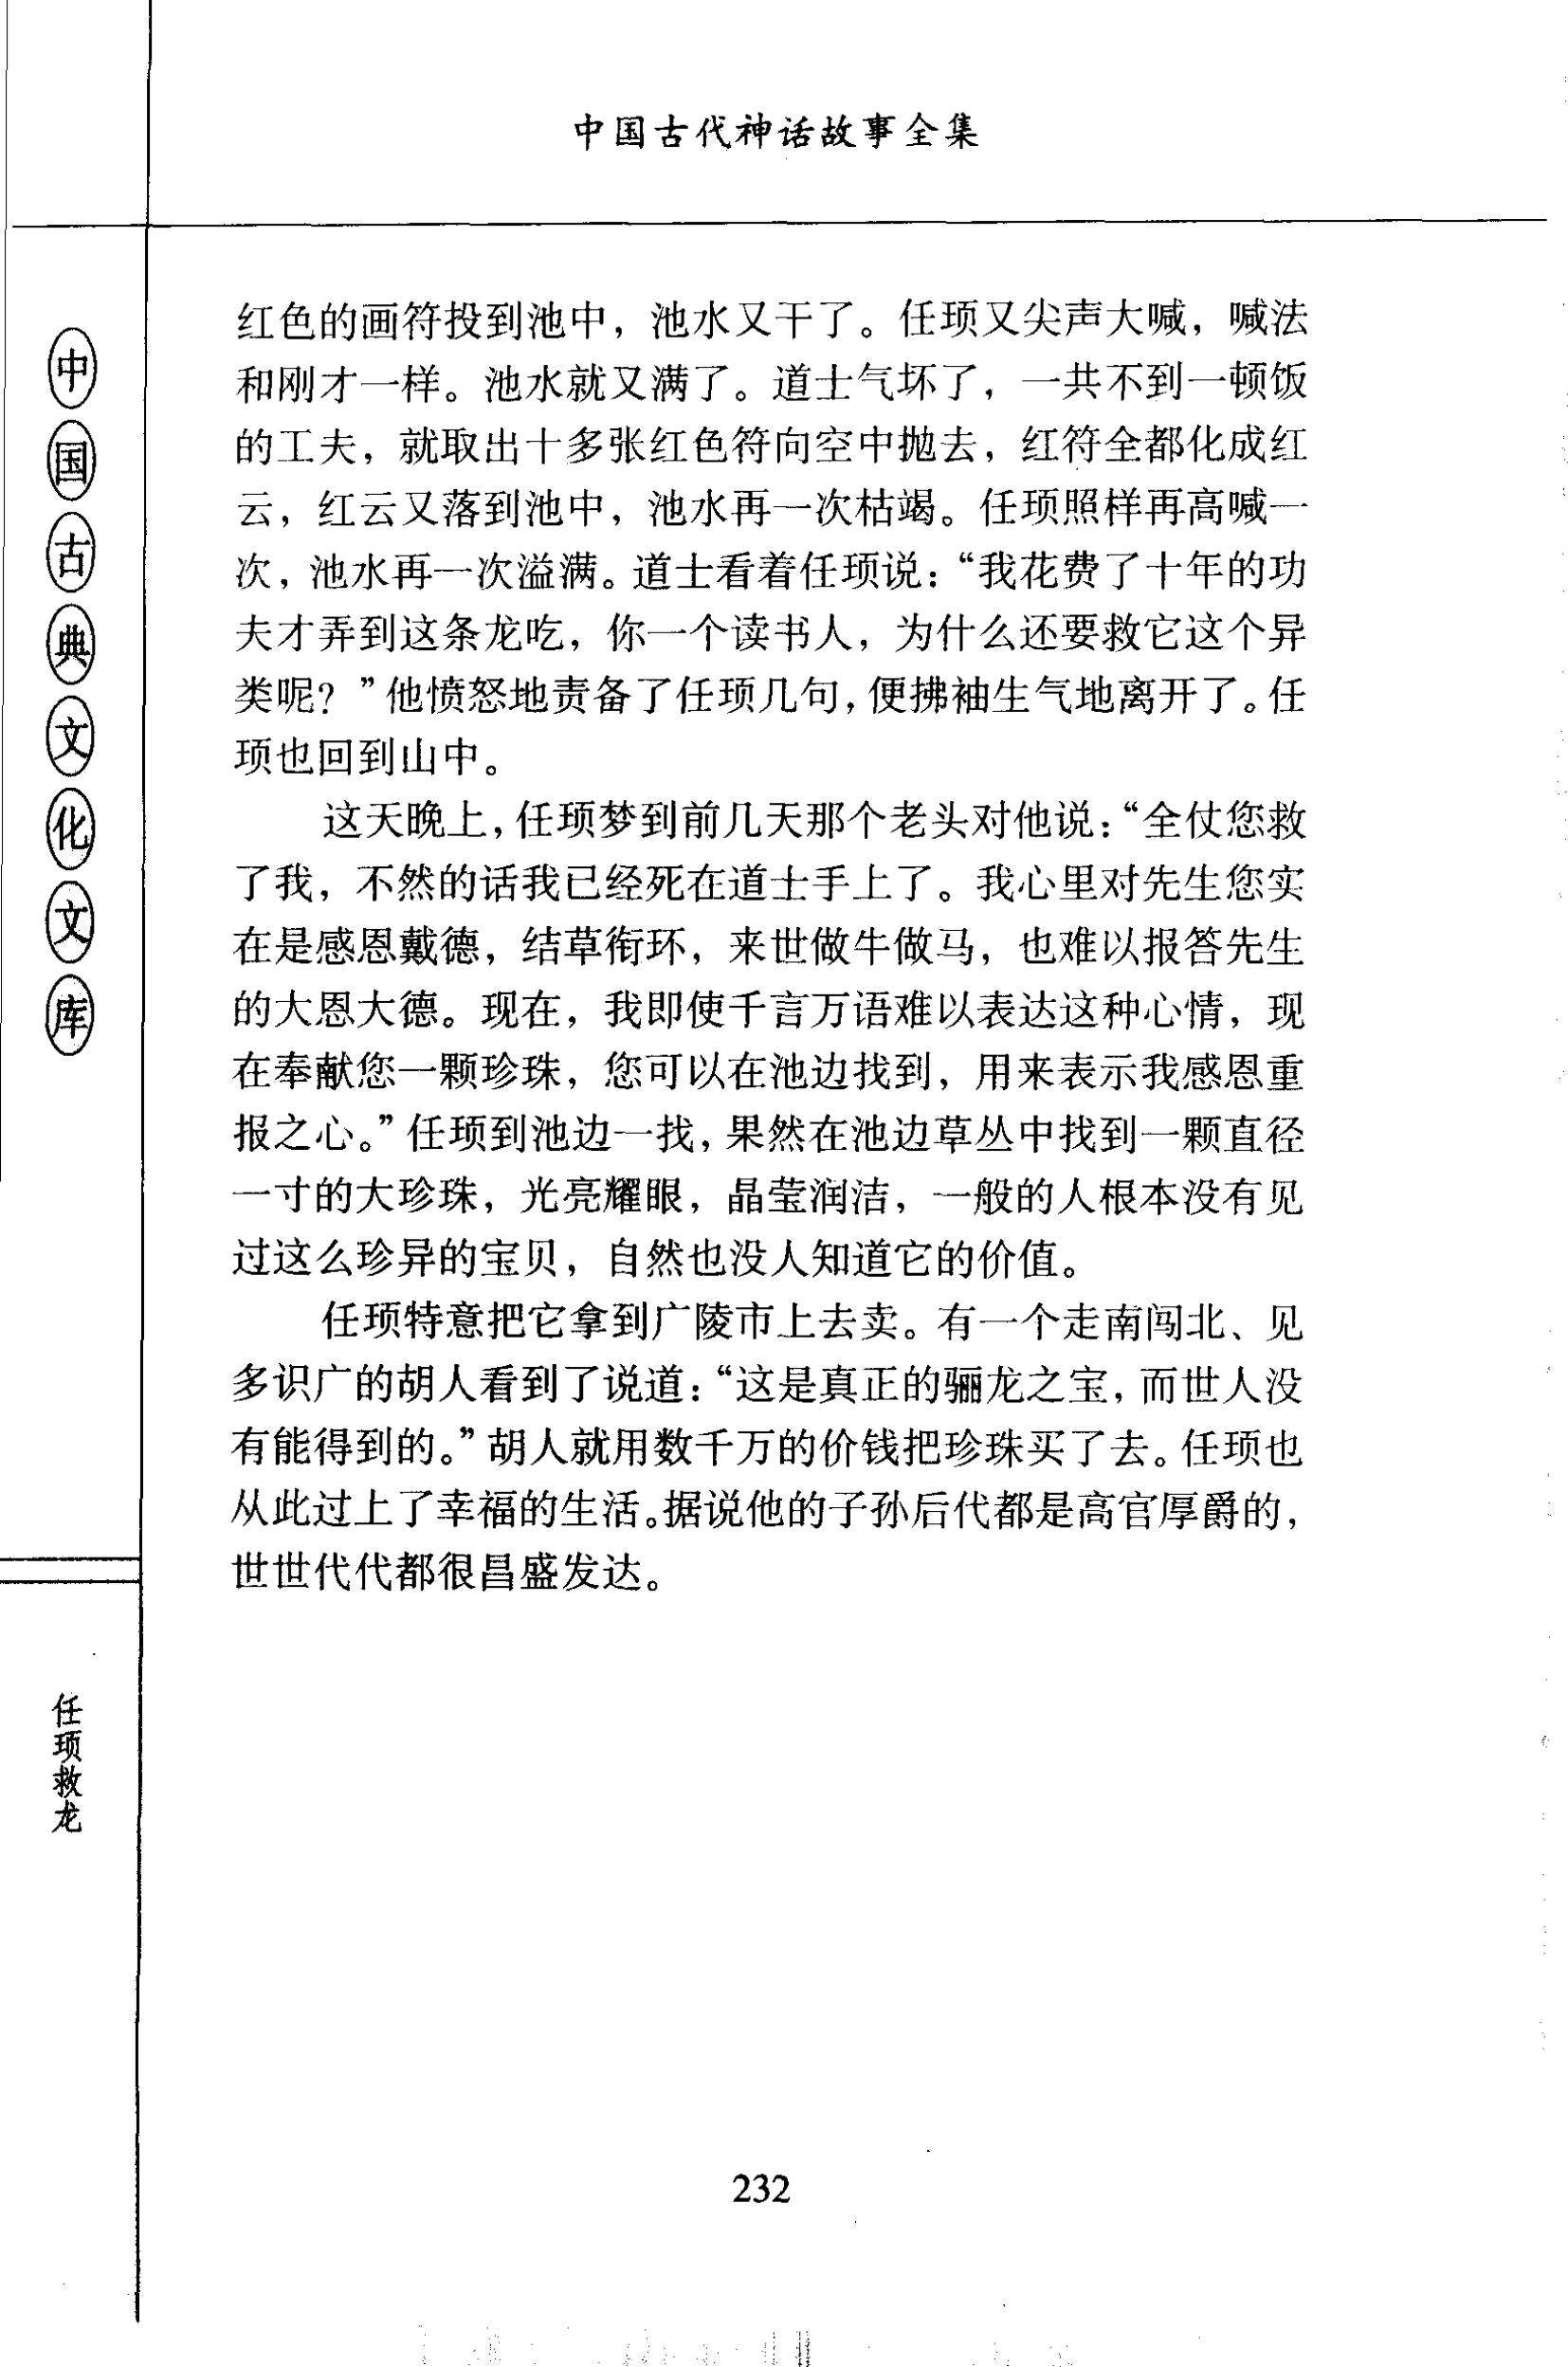 中国古代神话故事全集
中国古典文化文库
红色的画符投到池中，池水又干了。任顼又尖声大喊，喊法
和刚才一样。池水就又满了。道士气坏了，一共不到一顿饭
的工夫，就取出十多张红色符向空中抛去，红符全都化成红
云，红云又落到池中，池水再一次枯竭。任顼照样再高喊一
次，池水再一次溢满。道士看着任顼说：“我花费了十年的功
夫才弄到这条龙吃，你一个读书人，为什么还要救它这个异
类呢？”他愤怒地责备了任顼几句，便拂袖生气地离开了。任
顼也回到山中。
这天晚上，任顼梦到前几天那个老头对他说：“全仗您救
了我，不然的话我已经死在道士手上了。我心里对先生您实
在是感恩戴德，结草衔环，来世做牛做马，也难以报答先生
的大恩大德。现在，我即使千言万语难以表达这种心情，现
在奉献您一颗珍珠，您可以在池边找到，用来表示我感恩重
报之心。”任顼到池边一找，果然在池边草丛中找到一颗直径
一寸的大珍珠，光亮耀眼，晶莹润洁，一般的人根本没有见
过这么珍异的宝贝，自然也没人知道它的价值。
任顼特意把它拿到广陵市上去卖。有一个走南闯北、见
多识广的胡人看到了说道：“这是真正的骊龙之宝，而世人没
有能得到的。”胡人就用数千万的价钱把珍珠买了去。任顼也
从此过上了幸福的生活。据说他的子孙后代都是高官厚爵的，
世世代代都很昌盛发达。
任顼救龙
232